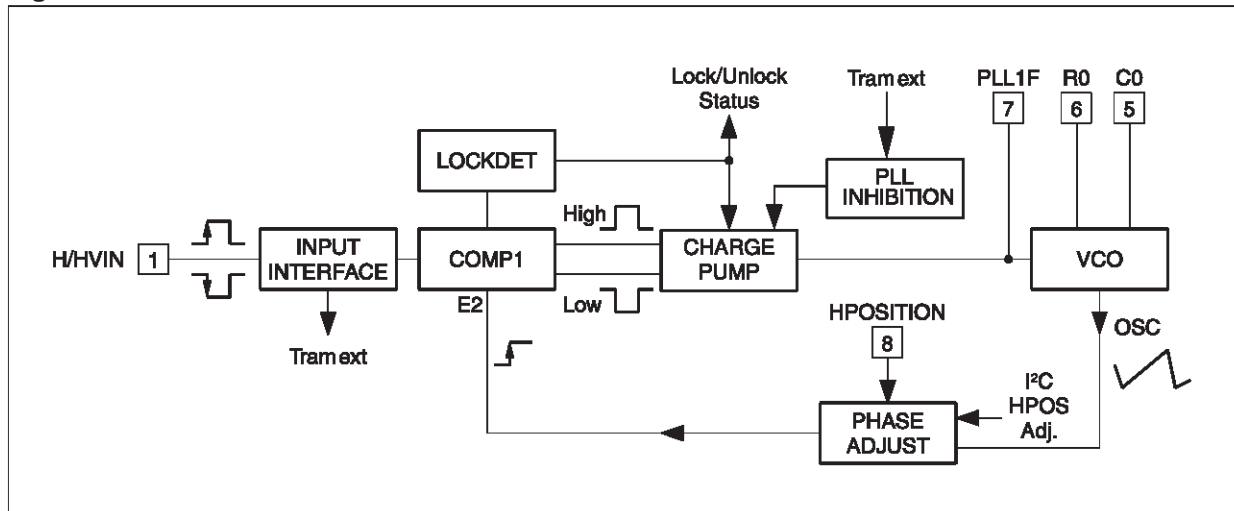 Lock/Unlock
Status
Tramext
PLL1F
R0
C0
7
6
5
LOCKDET
PLL
INHIBITION
High
H/HVIN
1
INPUT
INTERFACE
COMP1
CHARGE
PUMP
VCO
E2
Low
Tramext
HPOSITION
8
OSC
I²C
HPOS
Adj.
PHASE
ADJUST